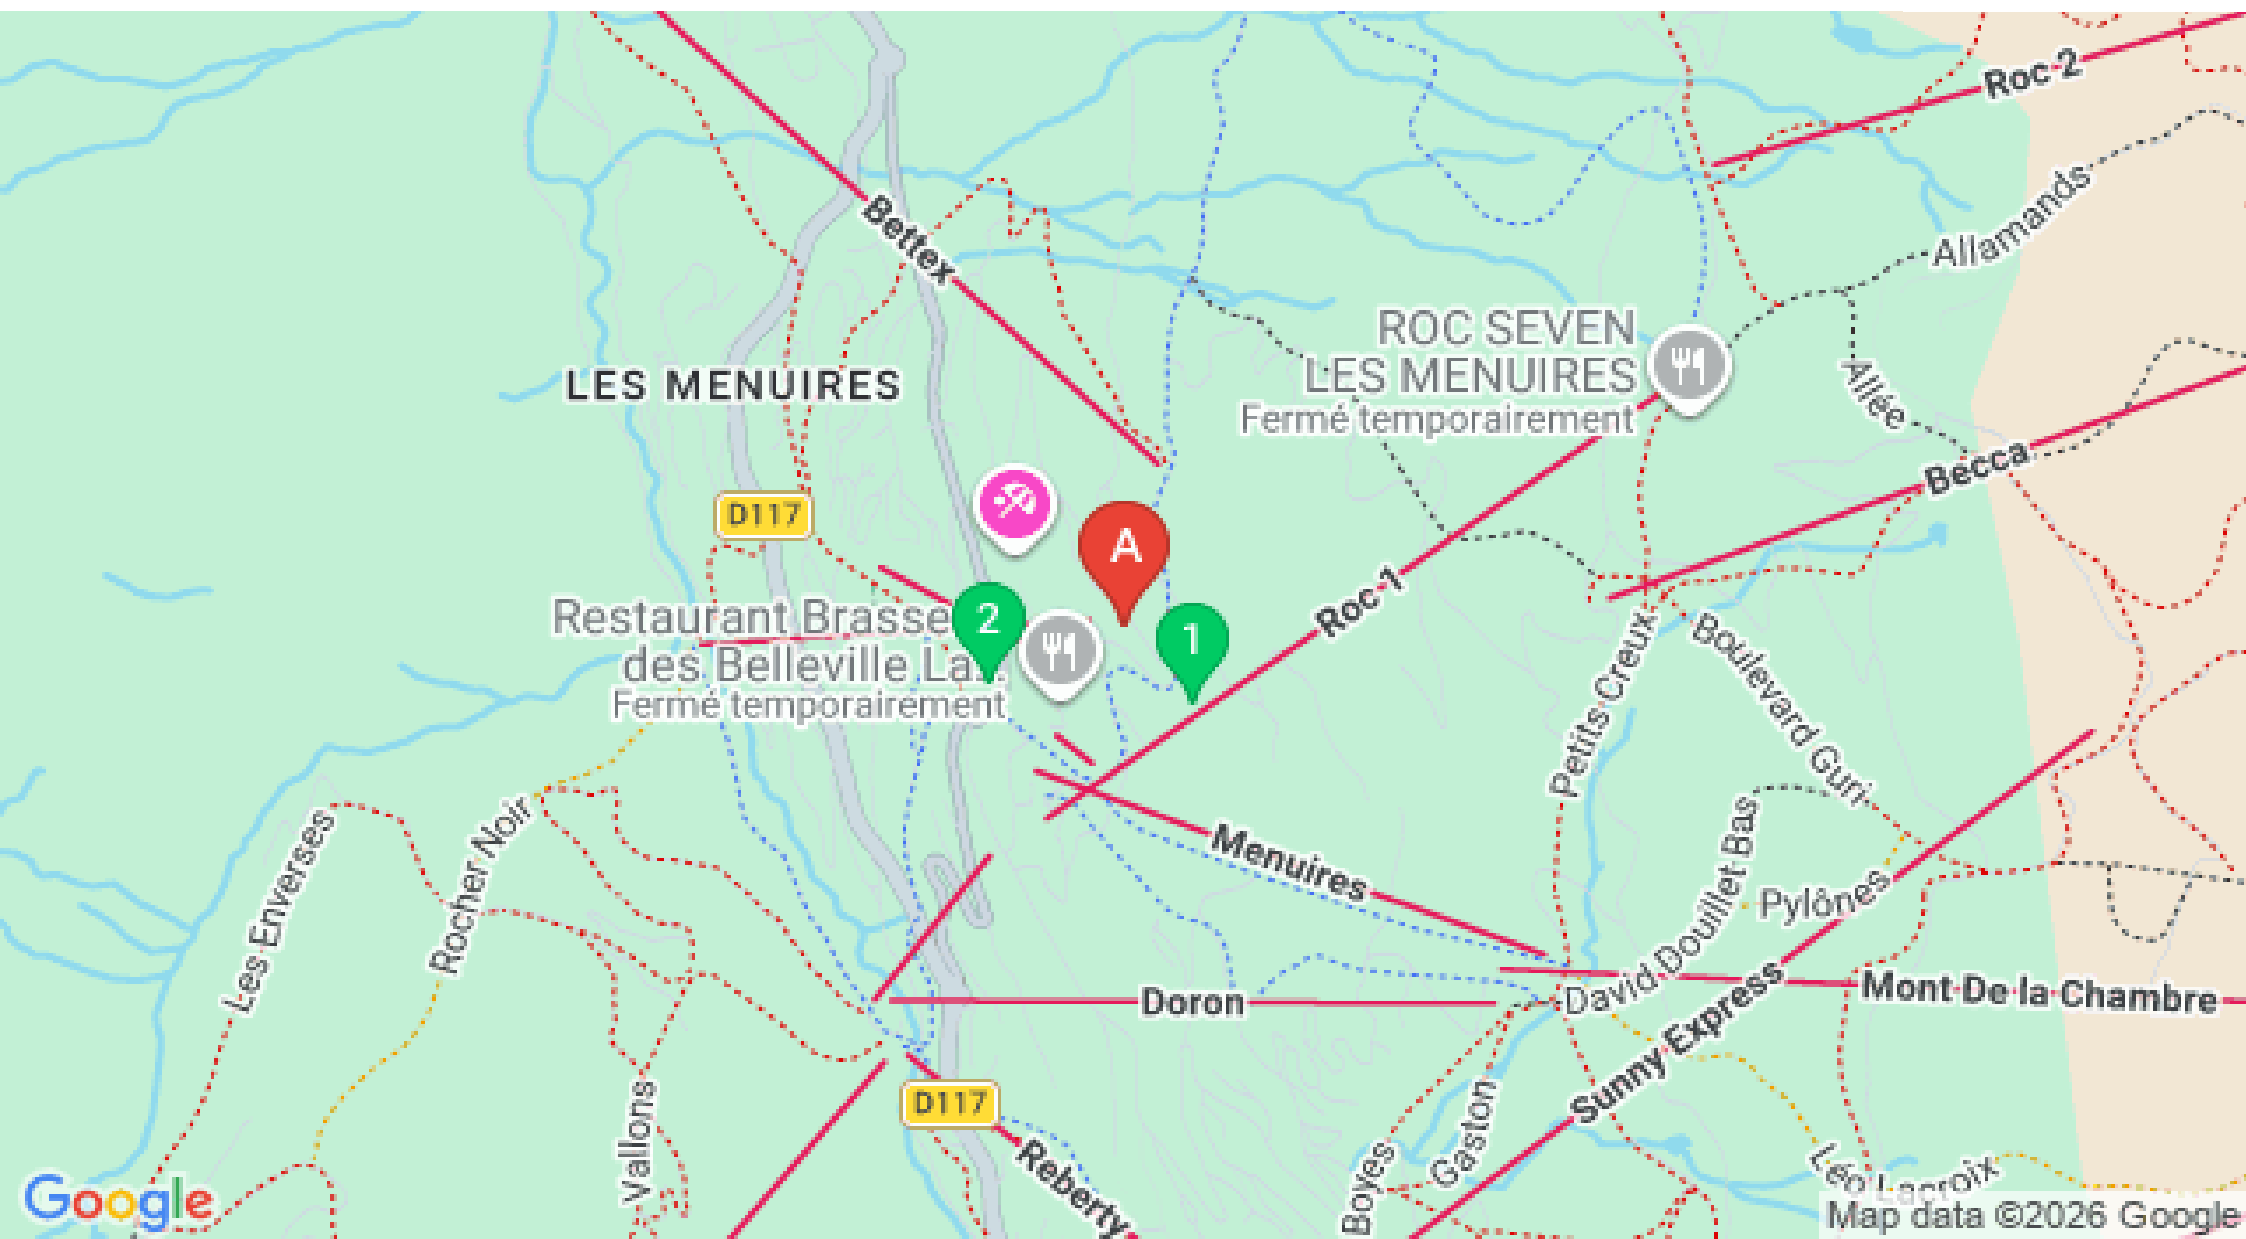 Roc 2
Allamands
Bettex
ROC SEVEN
LES MENUIRES
Fermé temporairement
LES MENUIRES
Allée
Becca
D117
A
Roc 1
Restaurant Brasse
des Belleville La...
Fermé temporairement
2
1
Petits Creux
Boulevard Guri
Menuires
Les Enverses
Rocher Noir
Pylônes
David Douillet Bas
Mont De la Chambre
Doron
Sunny Express
D117
Vallons
Reberty
Boyes
Gaston
Léo Lacroix
Google
Map data ©2026 Google